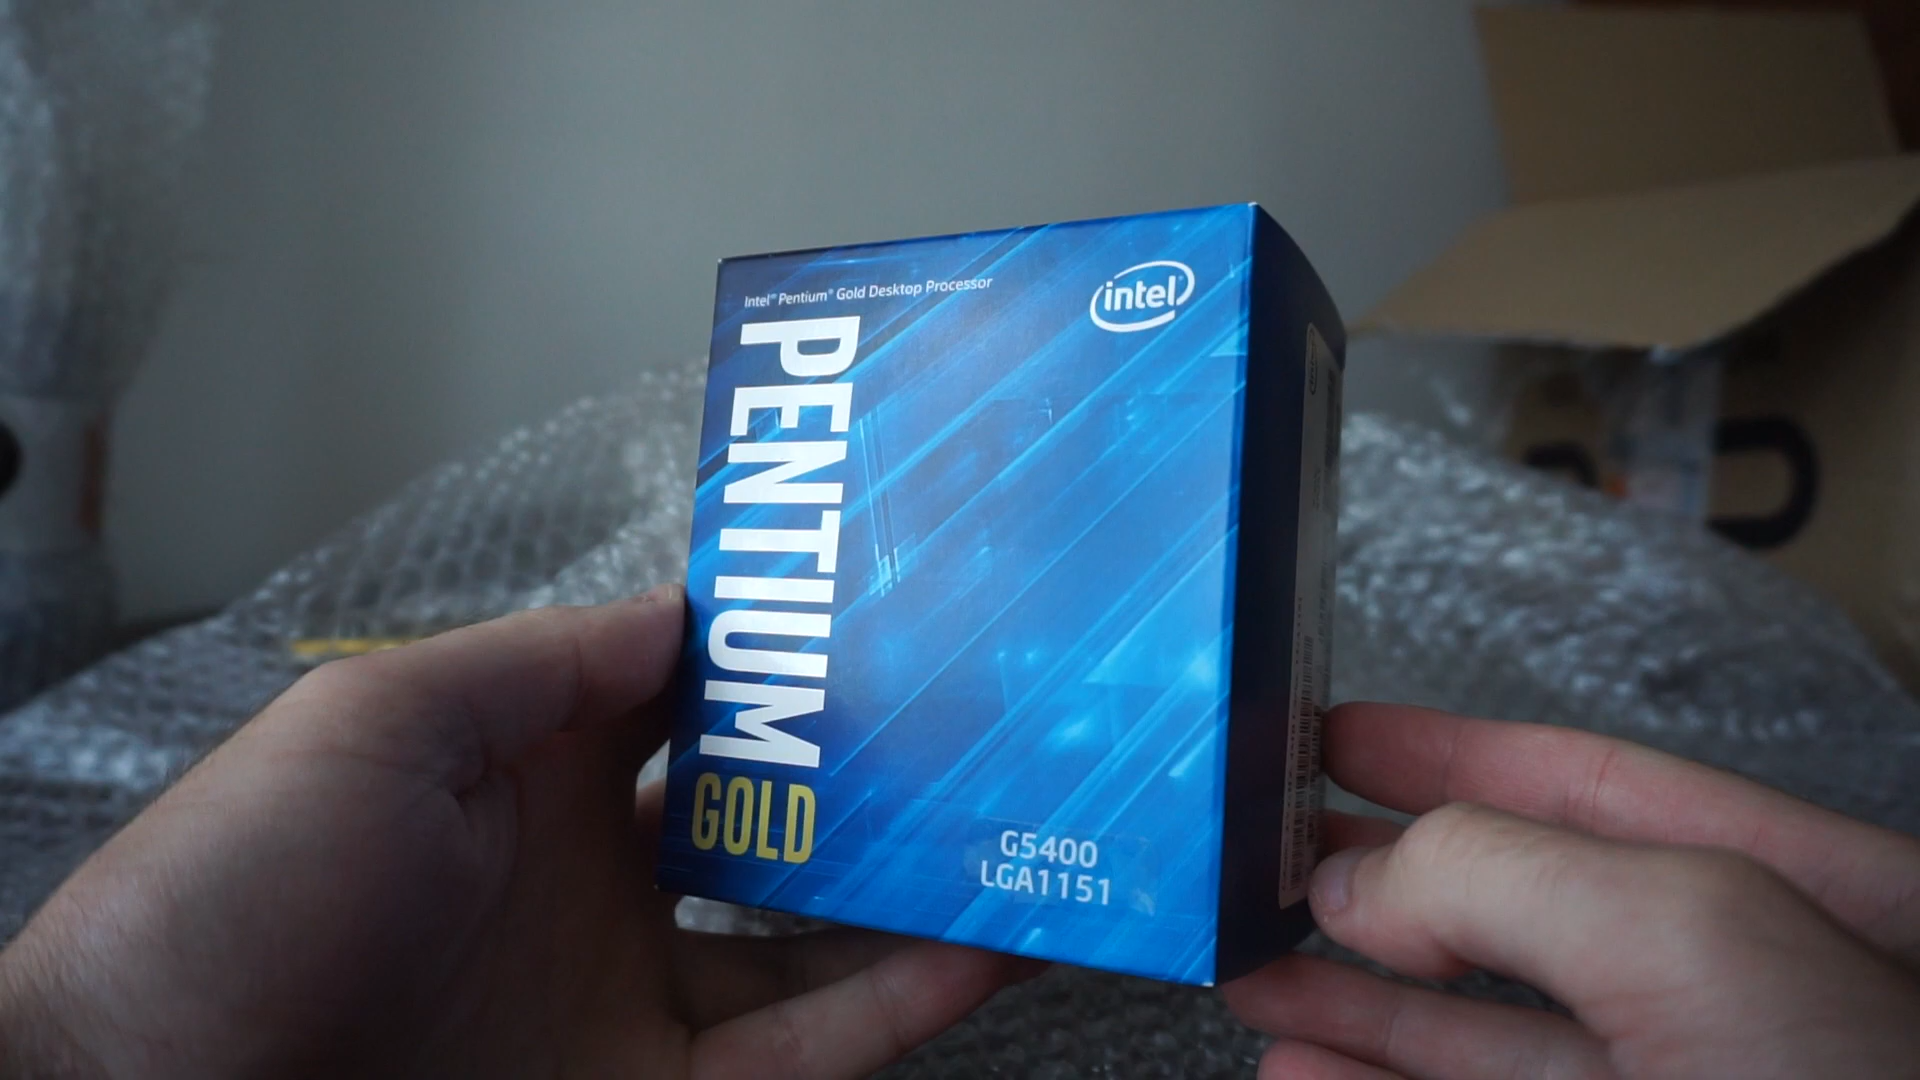 Intel® Pentium® Gold Desktop Processor
intel
PENTIUM
GOLD
G5400
LGA1151